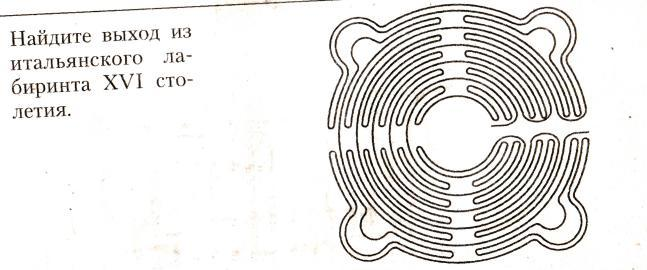 Найдите выход из
итальянского ла-
биринта XVI сто-
летия.